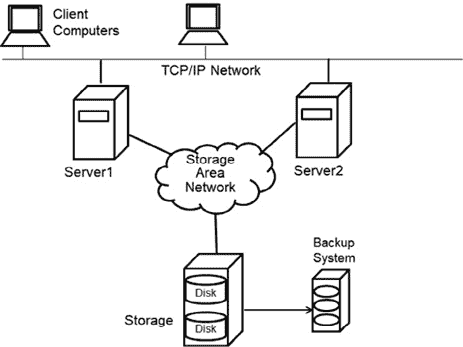 Client
Computers
TCP/IP Network
Server1
Storage
Area
Network
Server2
Backup
System
Disk
Storage
Disk